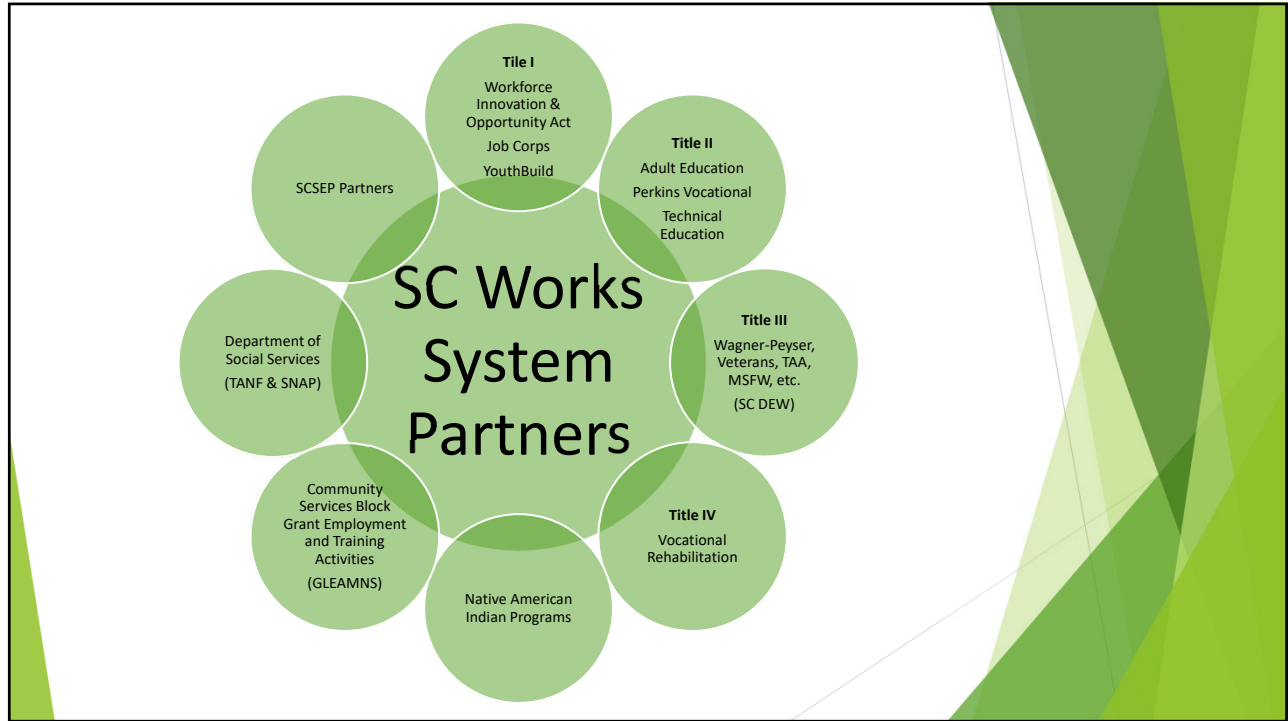 Tile I
Workforce
Innovation &
Opportunity Act
Job Corps
YouthBuild
Title II
Adult Education
Perkins Vocational
Technical
Education
Title III
Wagner-Peyser,
Veterans, TAA,
MSFW, etc.
(SC DEW)
Title IV
Vocational
Rehabilitation
Native American
Indian Programs
Community
Services Block
Grant Employment
and Training
Activities
(GLEAMNS)
Department of
Social Services
(TANF & SNAP)
SCSEP Partners
SC Works
System
Partners